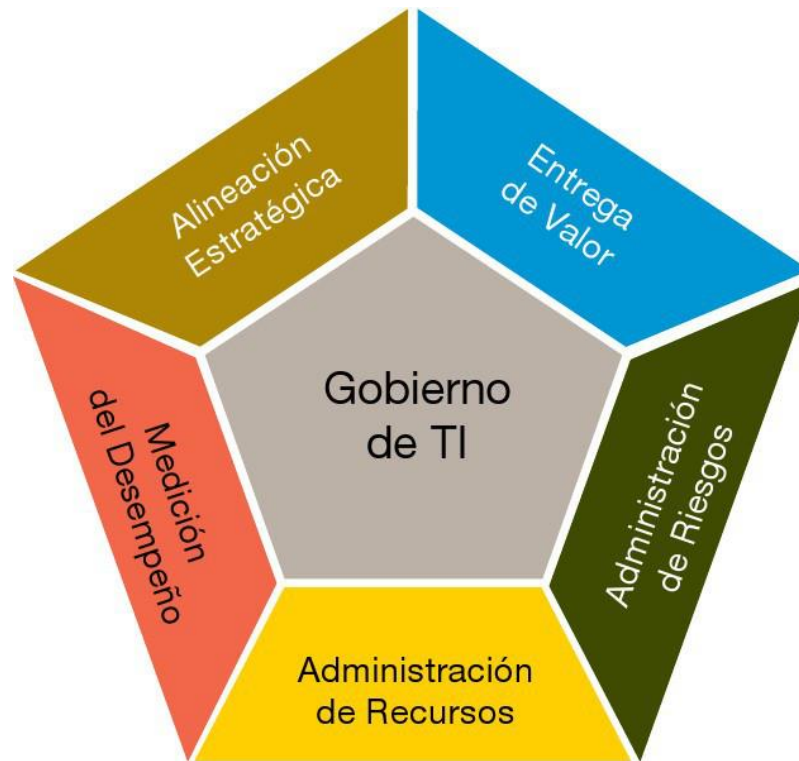 Alineación
Estratégica
Entrega
de Valor
Medición
del Desempeño
Gobierno
de TI
Administración
de Riesgos
Administración
de Recursos